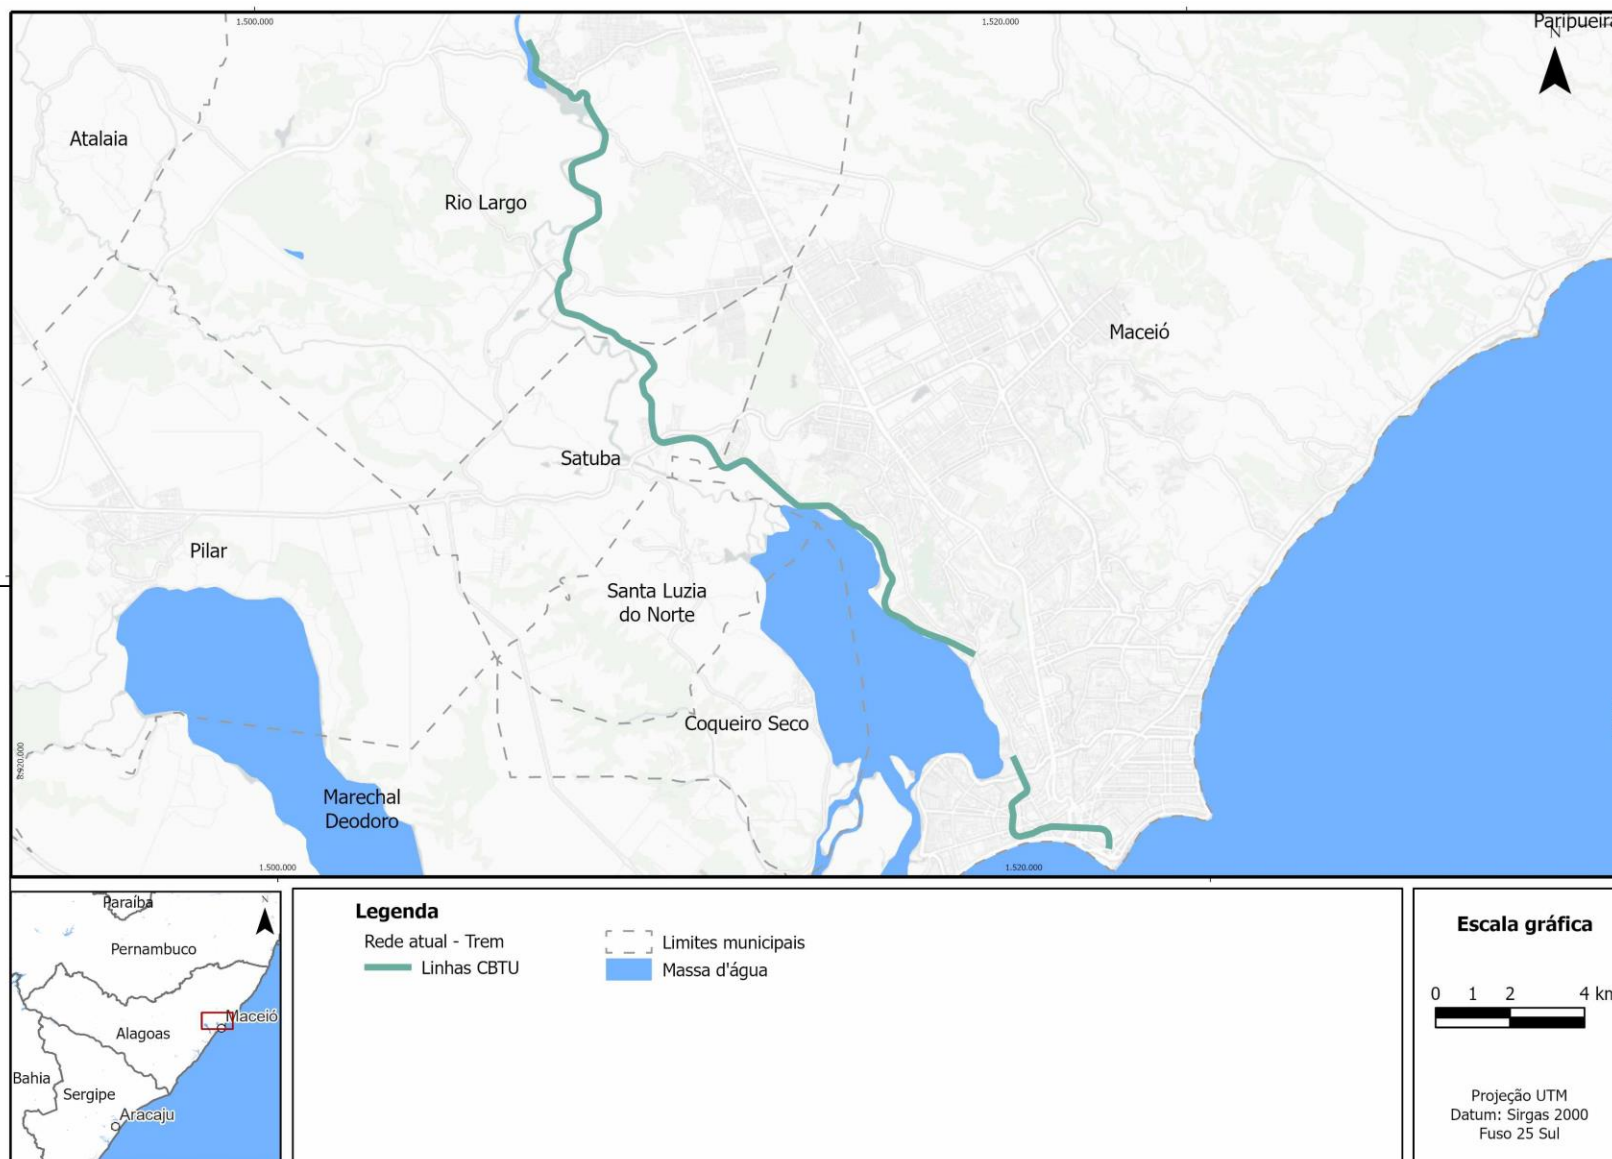 1.500.000
1.520.000
Paripueira
N
Atalaia
Rio Largo
Maceió
Satuba
Pilar
Santa Luzia
do Norte
Coqueiro Seco
8.920.000
Marechal
Deodoro
1.500.000
1.520.000
Paraíba
N
Pernambuco
Maceió
Alagoas
Bahia
Sergipe
Aracaju
Legenda
Rede atual - Trem
Linhas CBTU
Limites municipais
Massa d'água
Escala gráfica
0 1 2 4 km
Projeção UTM
Datum: Sirgas 2000
Fuso 25 Sul